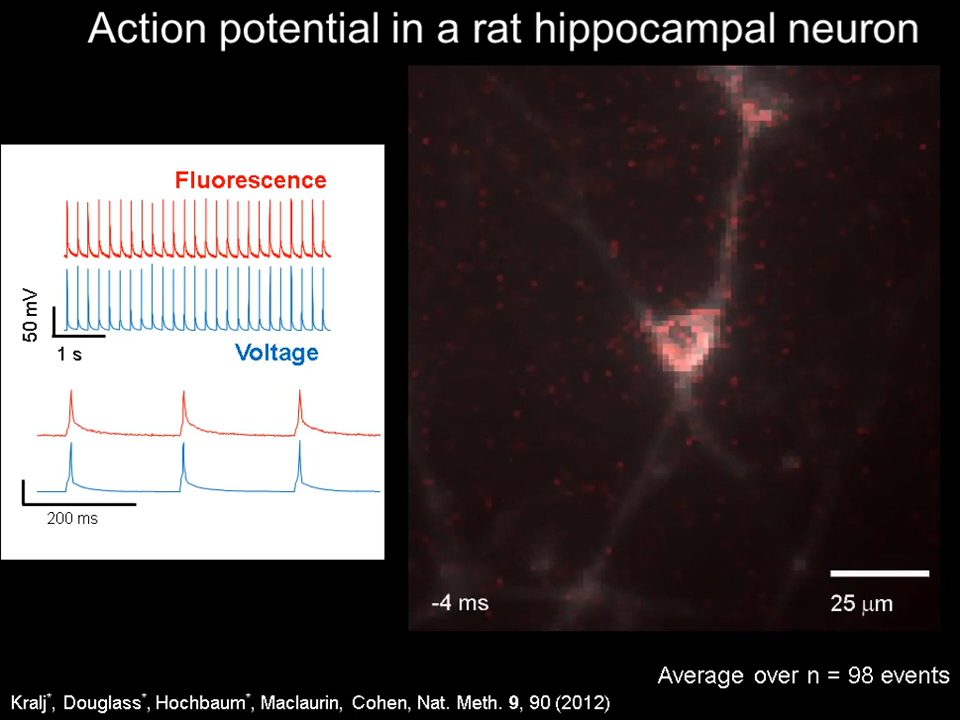 Action potential in a rat hippocampal neuron
Fluorescence
50 mV
1 s
Voltage
200 ms
-4 ms
25 μm
Average over n = 98 events
Kralj*, Douglass*, Hochbaum*, Maclaurin, Cohen, Nat. Meth. 9, 90 (2012)